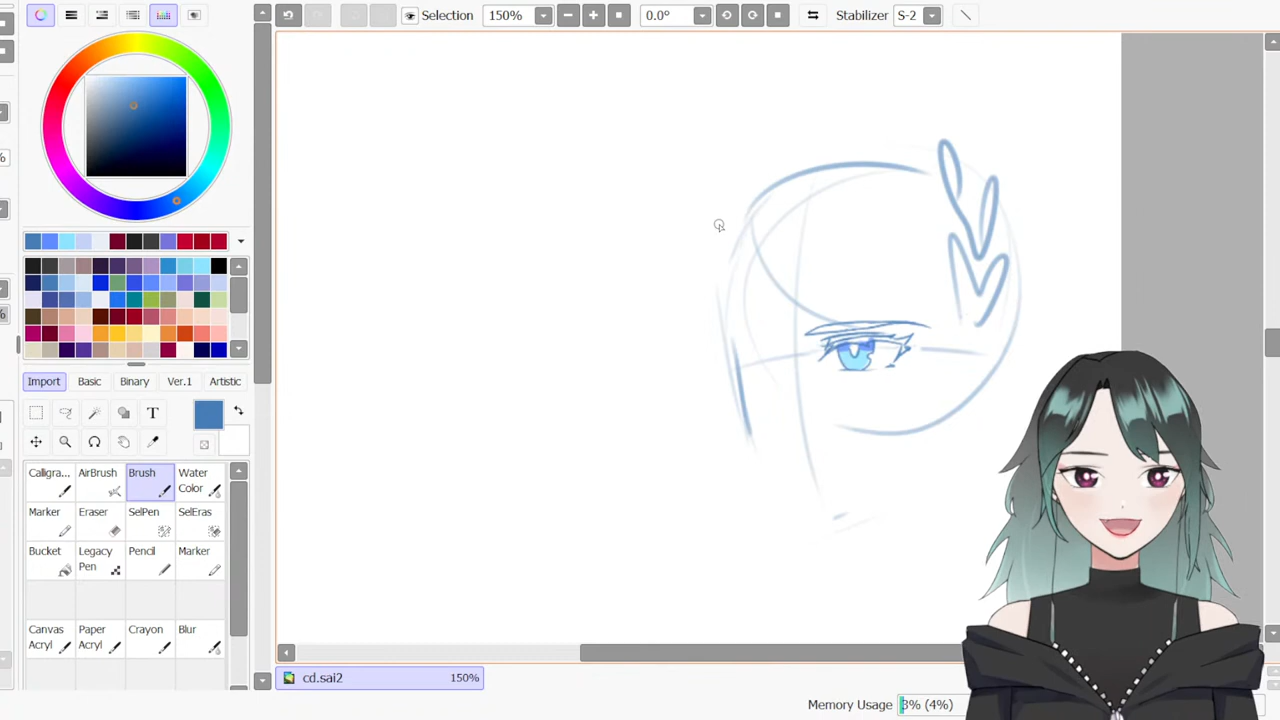 Selection 150% 0.0° Stabilizer S-2
%
Import Basic Binary Ver.1 Artistic
%
T
Calligra... AirBrush Brush Water Color
Marker Eraser SelPen SelEras
Bucket Legacy Pen Pencil Marker
Canvas Acryl Paper Acryl Crayon Blur
cd.sai2 150%
Memory Usage 3% (4%)